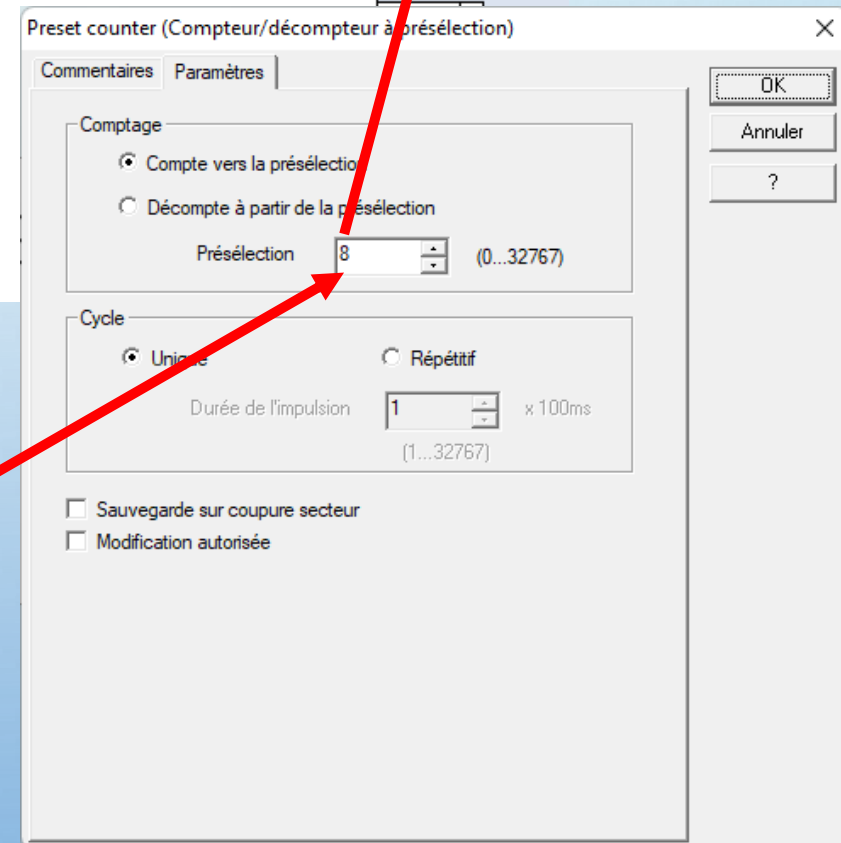 Preset counter (Compteur/décompteur à présélection)
Commentaires Paramètres
OK
Annuler
?
Comptage
Compte vers la présélection
Décompte à partir de la présélection
Présélection 8 (0...32767)
Cycle
Unique Répétitif
Durée de l'impulsion 1 x 100ms
(1...32767)
Sauvegarde sur coupure secteur
Modification autorisée